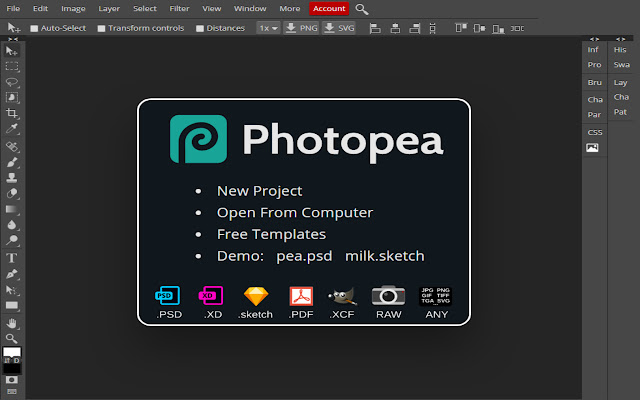 File Edit Image Layer Select Filter View Window More Account
Auto-Select Transform controls Distances 1x PNG SVG
Inf His
Pro Swa
Bru Lay
Cha Cha
Par Pat
CSS
Photopea
New Project
Open From Computer
Free Templates
Demo: pea.psd milk.sketch
PSD XD JPG PNG
GIF TIFF
TGA SVG
.PSD .XD .sketch .PDF .XCF RAW ANY
T
D